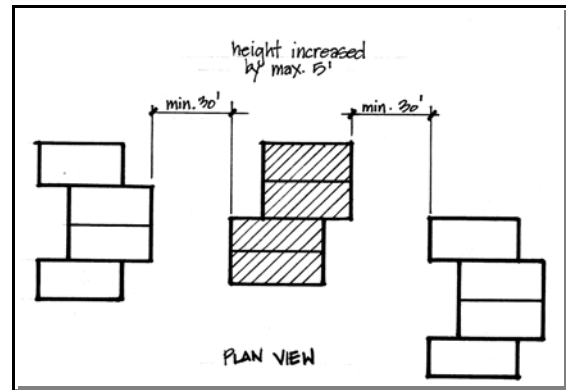 height increased
by max. 5'
min. 30'
min. 30'
PLAN VIEW